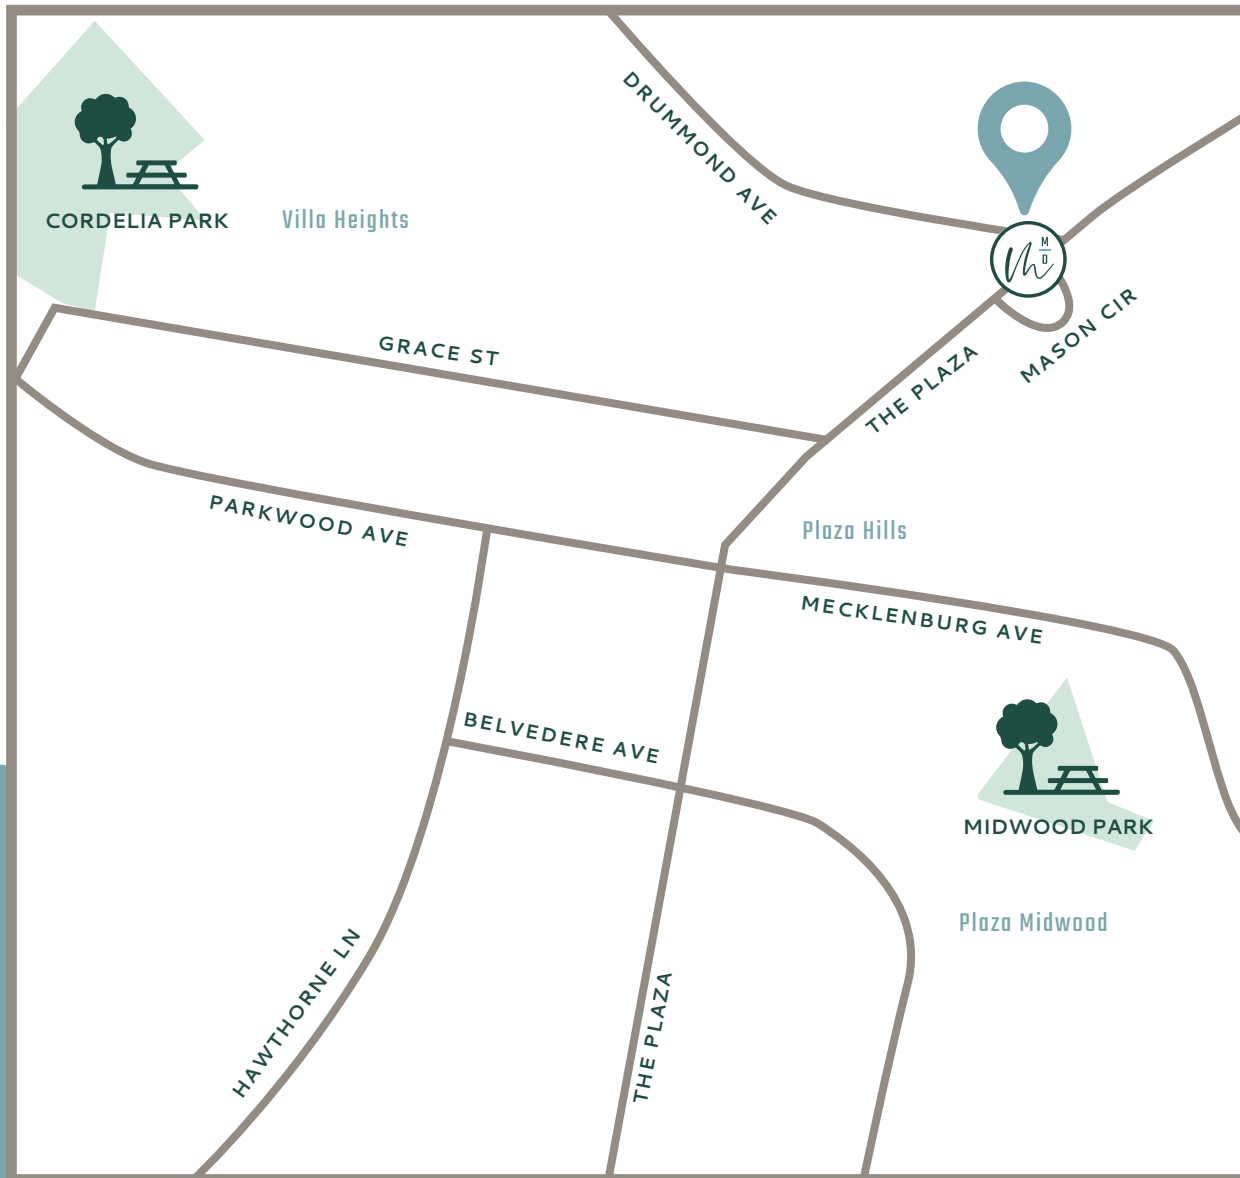 DRUMMOND AVE
CORDELIA PARK
Villa Heights
M
D
MASON CIR
GRACE ST
THE PLAZA
PARKWOOD AVE
Plaza Hills
MECKLENBURG AVE
BELVEDERE AVE
MIDWOOD PARK
Plaza Midwood
HAWTHORNE LN
THE PLAZA